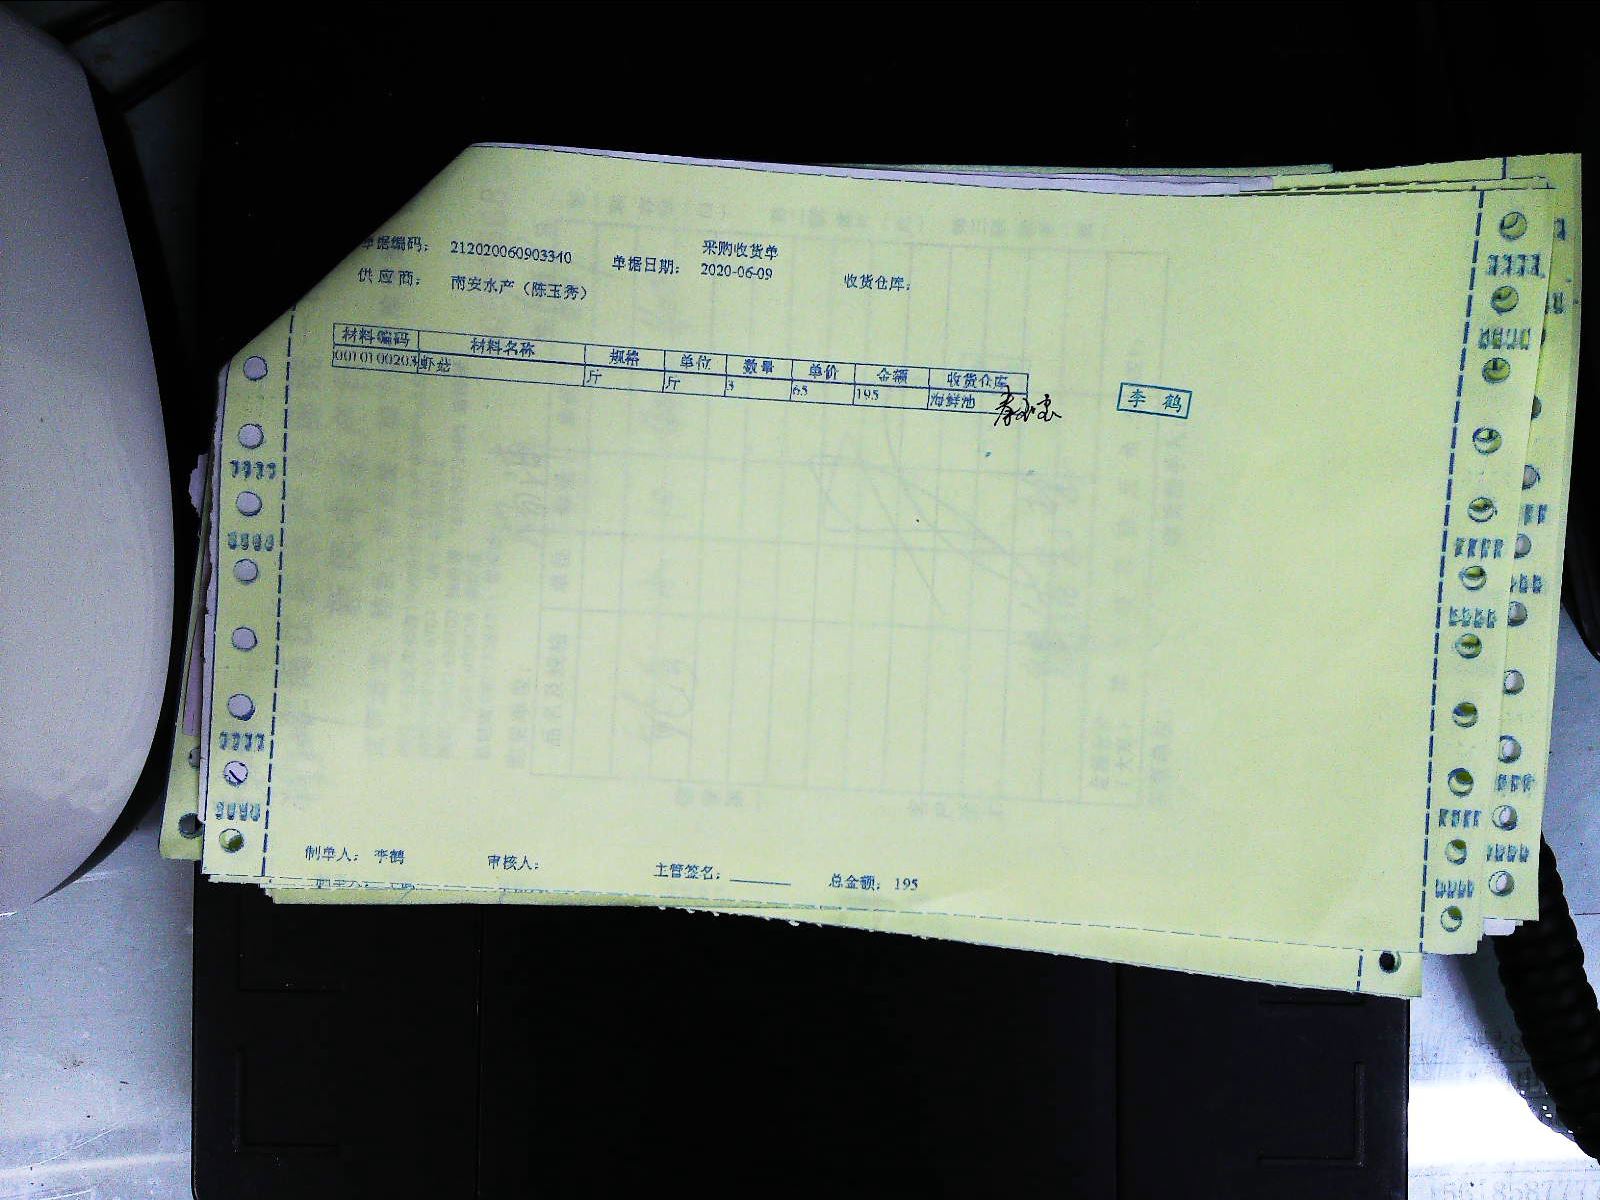 采购收货单
单据编码: 212020060903340 单据日期: 2020-06-09 收货仓库:
供应商: 南安水产(陈玉秀)
材料编码 材料名称 规格 单位 数量 单价 金额 收货仓库
虾菇 斤 斤 3 65 195 海鲜池
李鹤
制单人: 李鹤 审核人: 主管签名: 总金额: 195